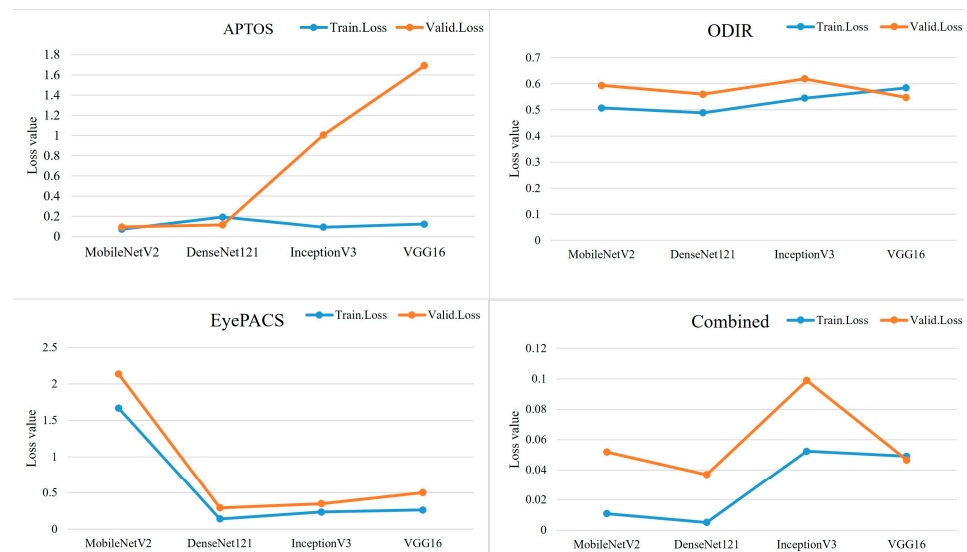 APTOS
Train.Loss Valid.Loss
Loss value
1.8
1.6
1.4
1.2
1
0.8
0.6
0.4
0.2
0
MobileNetV2 DenseNet121 InceptionV3 VGG16
ODIR
Train.Loss Valid.Loss
Loss value
0.7
0.6
0.5
0.4
0.3
0.2
0.1
0
MobileNetV2 DenseNet121 InceptionV3 VGG16
EyePACS
Train.Loss Valid.Loss
Loss value
2.5
2
1.5
1
0.5
0
MobileNetV2 DenseNet121 InceptionV3 VGG16
Combined
Train.Loss Valid.Loss
Loss value
0.12
0.1
0.08
0.06
0.04
0.02
0
MobileNetV2 DenseNet121 InceptionV3 VGG16